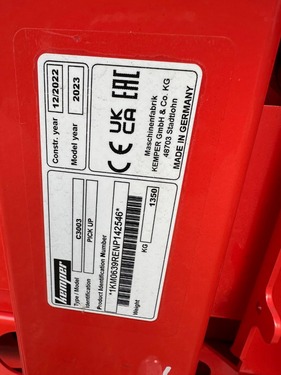 kemper
Type / Model C3003
Identification PICK UP
Product Identification Number
*1KM0639RENP142546*
Weight KG 1350
Constr. year 12/2022
Model year 2023
CE UK CA EAC
Maschinenfabrik
KEMPER GmbH & Co. KG
48703 Stadtlohn
MADE IN GERMANY